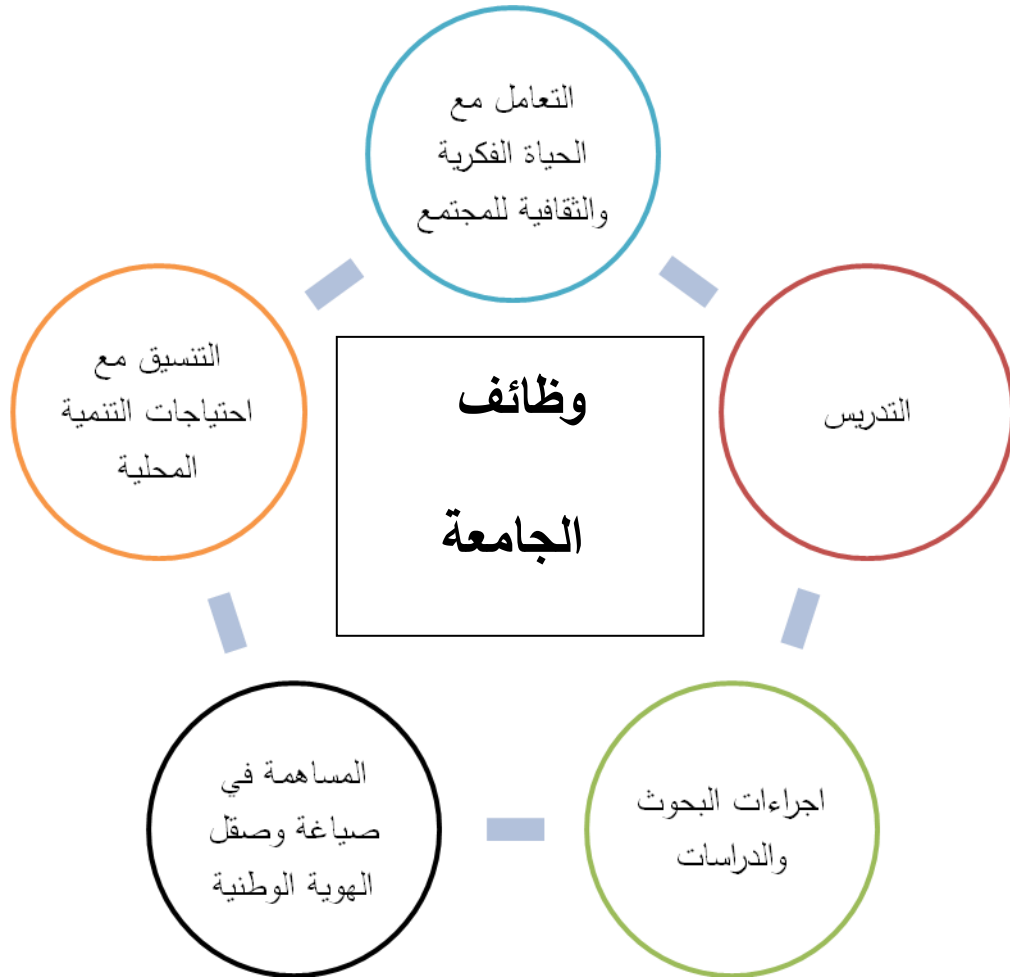 التعامل مع
الحياة الفكرية
والثقافية للمجتمع
التدريس
اجراءات البحوث
والدراسات
المساهمة في
صياغة وصقل
الهوية الوطنية
التنسيق مع
احتياجات التنمية
المحلية
وظائف
الجامعة